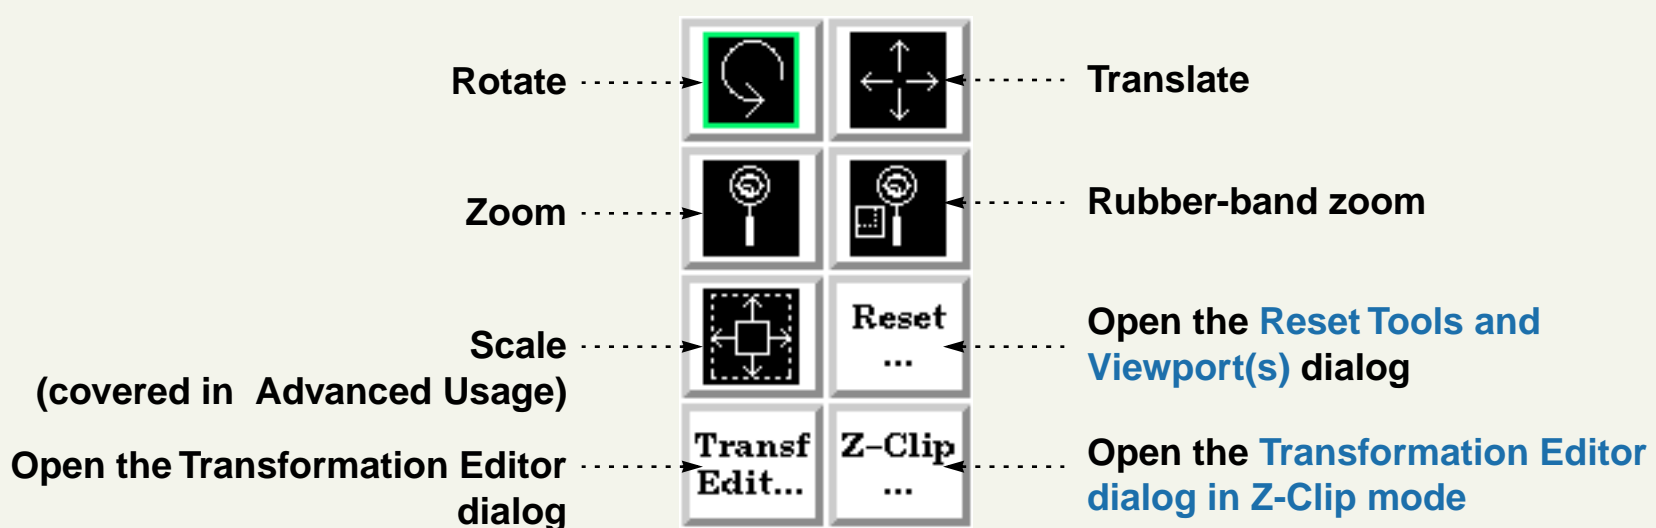 Rotate
Translate
Zoom
Rubber-band zoom
Scale
(covered in Advanced Usage)
Reset
...
Open the Reset Tools and
Viewport(s) dialog
Open the Transformation Editor
dialog
Transf
Edit...
Z-Clip
...
Open the Transformation Editor
dialog in Z-Clip mode